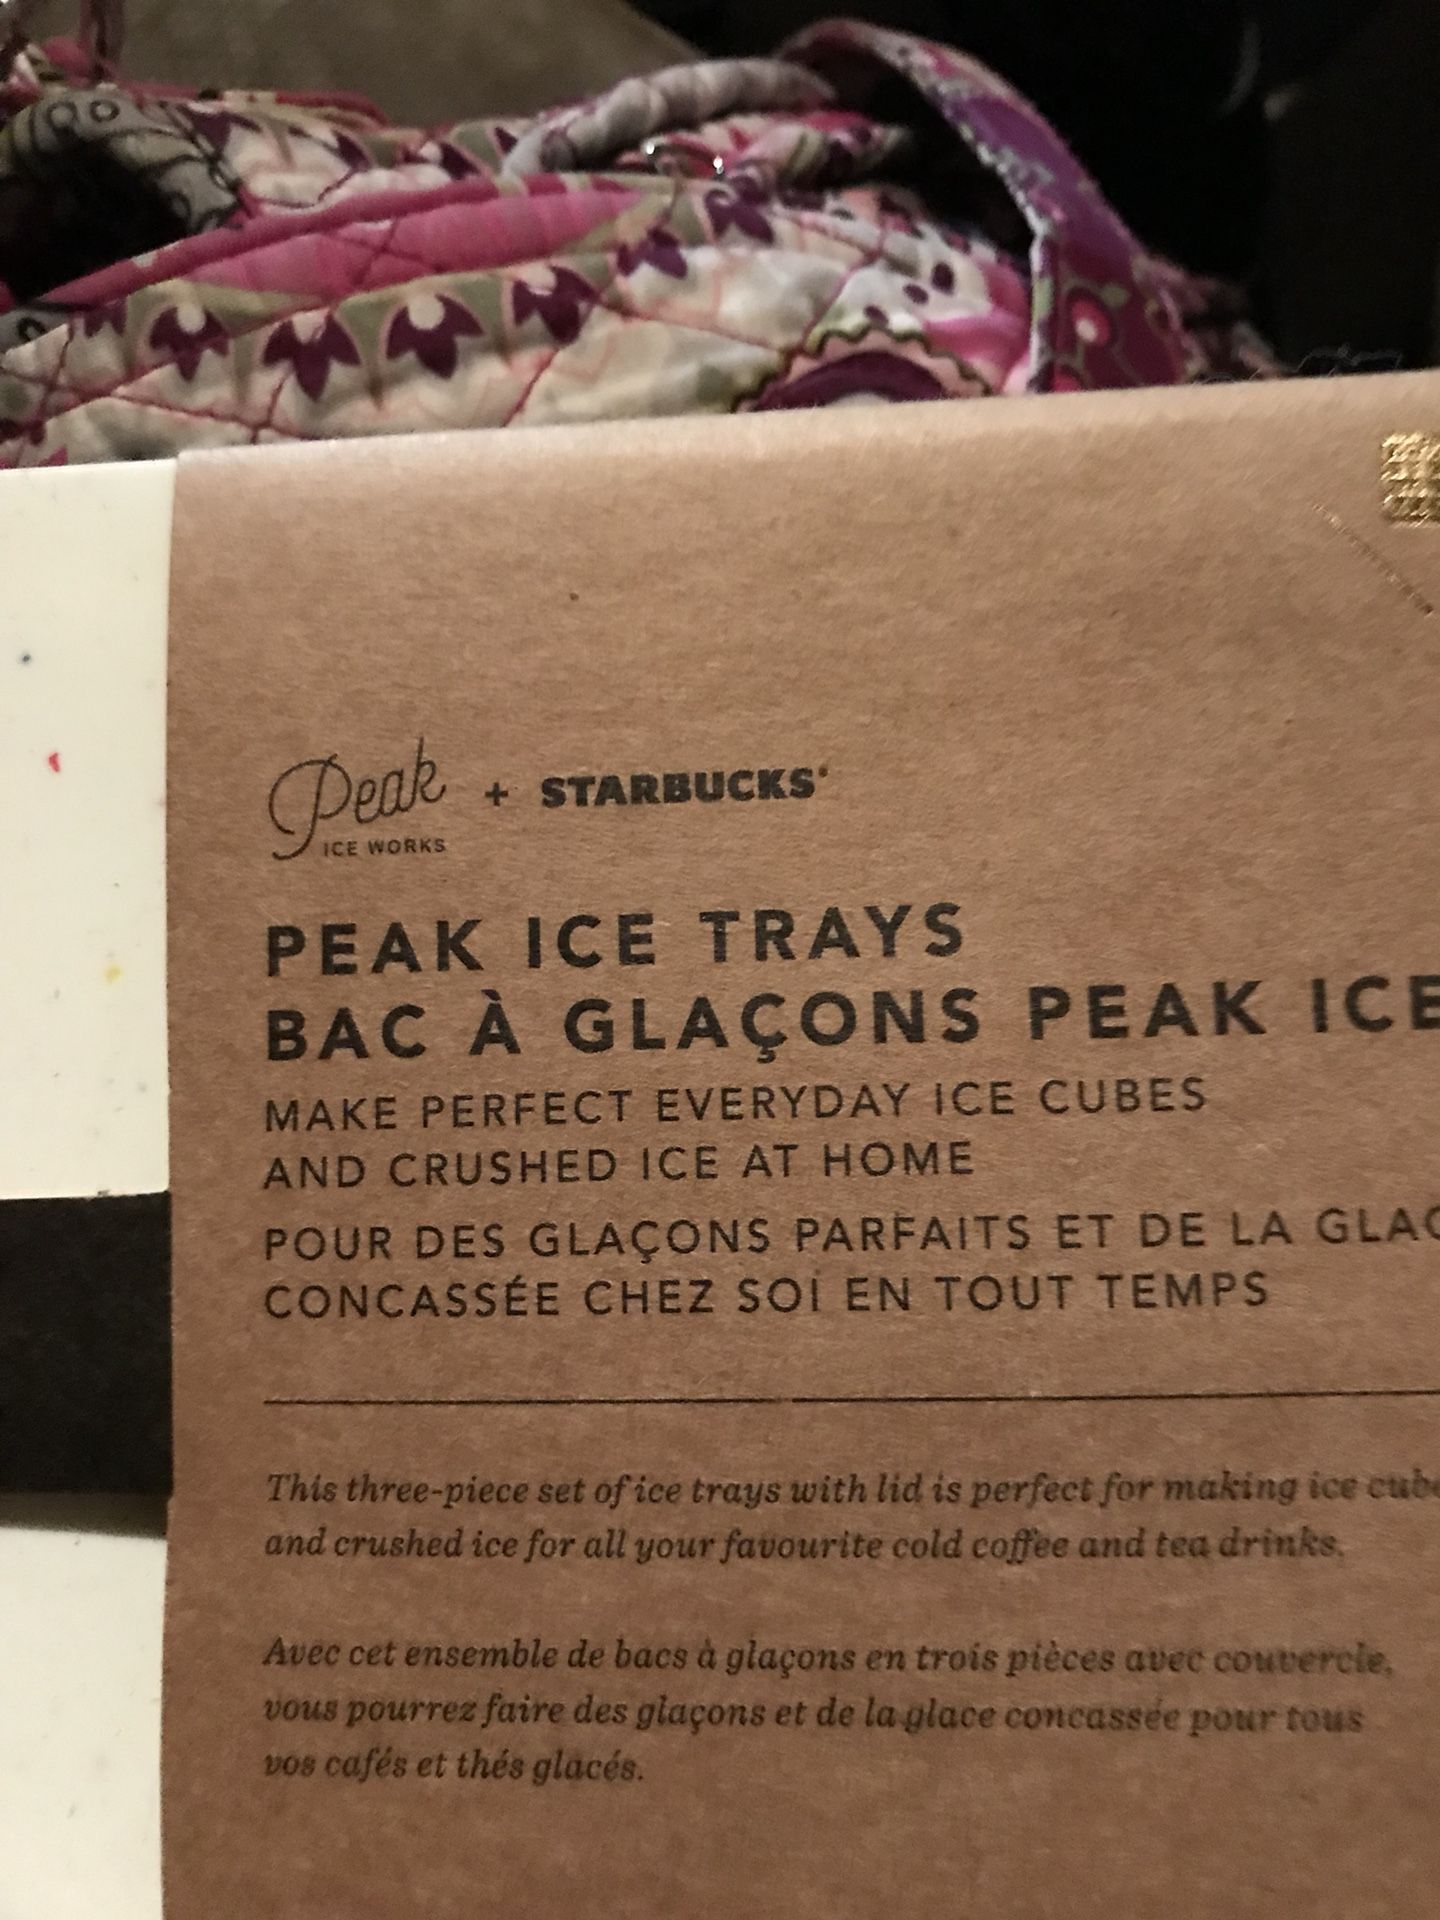 Peak + STARBUCKS®
ICE WORKS
PEAK ICE TRAYS
BAC À GLAÇONS PEAK ICE
MAKE PERFECT EVERYDAY ICE CUBES
AND CRUSHED ICE AT HOME
POUR DES GLAÇONS PARFAITS ET DE LA GLAC
CONCASSÉE CHEZ SOI EN TOUT TEMPS
This three-piece set of ice trays with lid is perfect for making ice cube
and crushed ice for all your favourite cold coffee and tea drinks.
Avec cet ensemble de bacs à glaçons en trois pièces avec couvercle,
vous pourrez faire des glaçons et de la glace concassée pour tous
vos cafés et thés glacés.